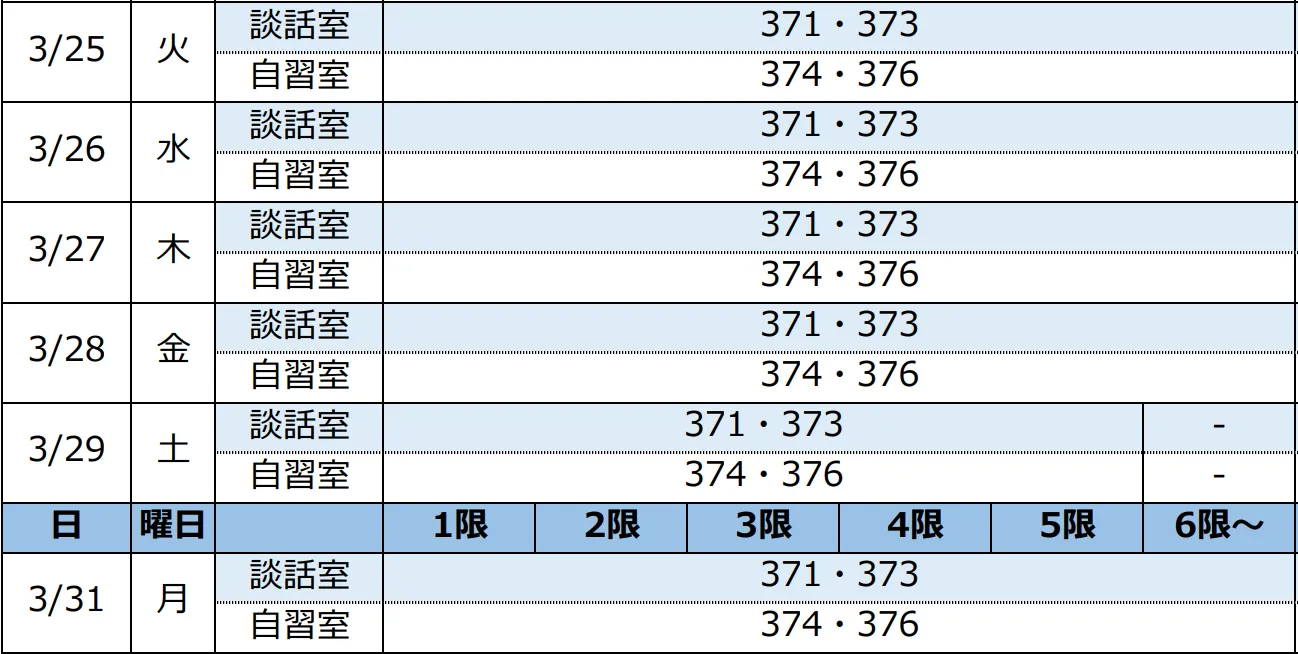 3/25 火 談話室 371・373
自習室 374・376
3/26 水 談話室 371・373
自習室 374・376
3/27 木 談話室 371・373
自習室 374・376
3/28 金 談話室 371・373
自習室 374・376
3/29 土 談話室 371・373 -
自習室 374・376 -
日 曜日 1限 2限 3限 4限 5限 6限～
3/31 月 談話室 371・373
自習室 374・376